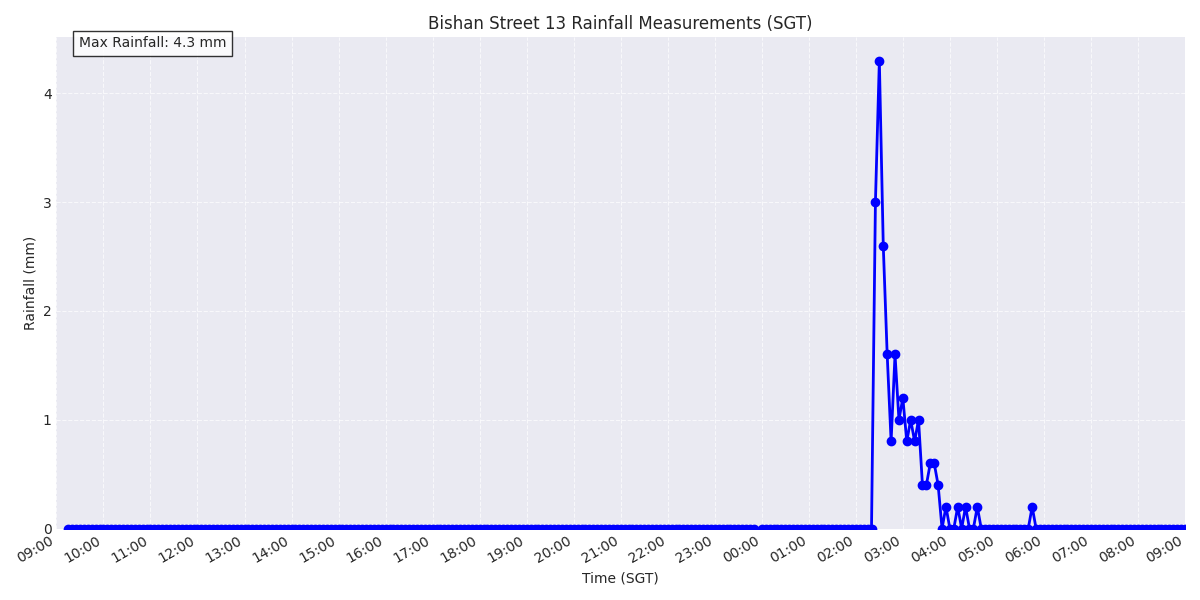 Bishan Street 13 Rainfall Measurements (SGT)
Max Rainfall: 4.3 mm
Rainfall (mm)
4
3
2
1
0
09:00 10:00 11:00 12:00 13:00 14:00 15:00 16:00 17:00 18:00 19:00 20:00 21:00 22:00 23:00 00:00 01:00 02:00 03:00 04:00 05:00 06:00 07:00 08:00 09:00
Time (SGT)